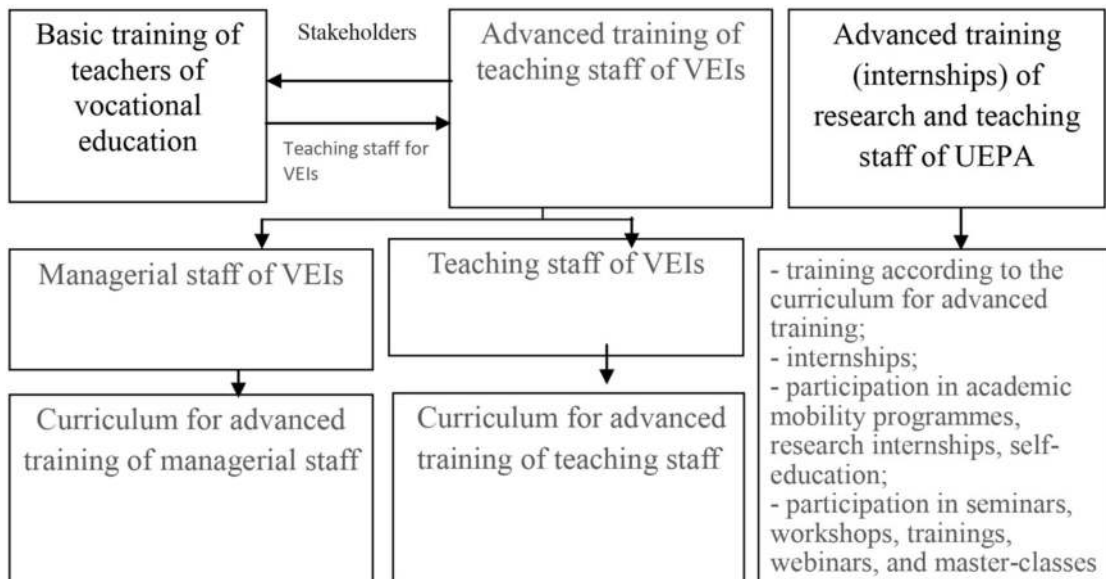 Basic training of
teachers of
vocational
education
Stakeholders
Teaching staff for
VEIs
Advanced training of
teaching staff of VEIs
Advanced training
(internships) of
research and teaching
staff of UEPA
Managerial staff of VEIs
Teaching staff of VEIs
- training according to the
curriculum for advanced
training;
- internships;
- participation in academic
mobility programmes,
research internships, self-
education;
- participation in seminars,
workshops, trainings,
webinars, and master-classes
Curriculum for advanced
training of managerial staff
Curriculum for advanced
training of teaching staff